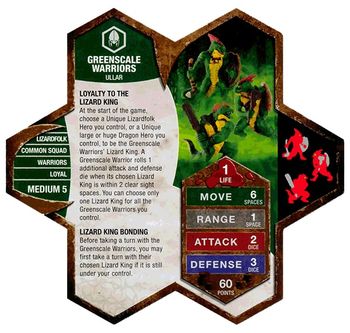 GREENSCALE
WARRIORS
ULLAR
LOYALTY TO THE
LIZARD KING
At the start of the game,
choose a Unique Lizardfolk
Hero you control, or a Unique
large or huge Dragon Hero you
control, to be the Greenscale
Warriors' Lizard King. A
Greenscale Warrior rolls 1
additional attack and defense
die when its chosen Lizard
King is within 2 clear sight
spaces. You can choose only
one Lizard King for all the
Greenscale Warriors you
control.
LIZARD KING BONDING
Before taking a turn with the
Greenscale Warriors, you may
first take a turn with their
chosen Lizard King if it is still
under your control.
LIZARDFOLK
COMMON SQUAD
WARRIORS
LOYAL
MEDIUM 5
1
LIFE
MOVE 6 SPACES
RANGE 1 SPACE
ATTACK 2 DICE
DEFENSE 3 DICE
60
POINTS